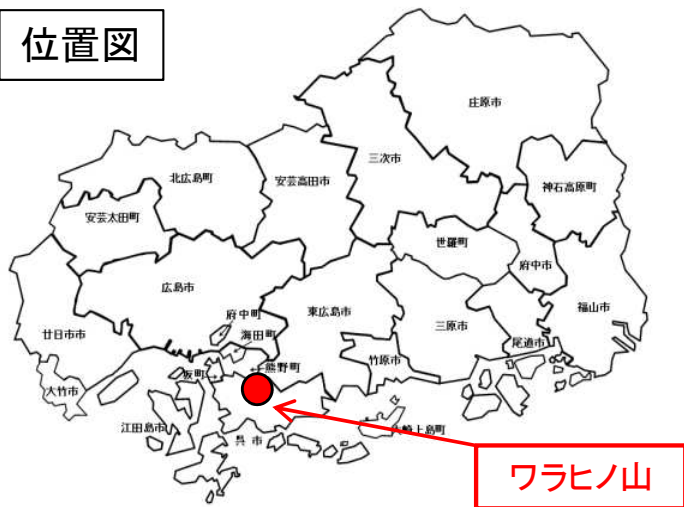 位置図
庄原市
三次市
北広島町
安芸高田市
神石高原町
安芸太田町
世羅町
府中市
広島市
東広島市
三原市
福山市
府中町
廿日市市
海田町
尾道市
竹原市
熊野町
坂町
大竹市
江田島市
大崎上島町
呉市
ワラヒノ山